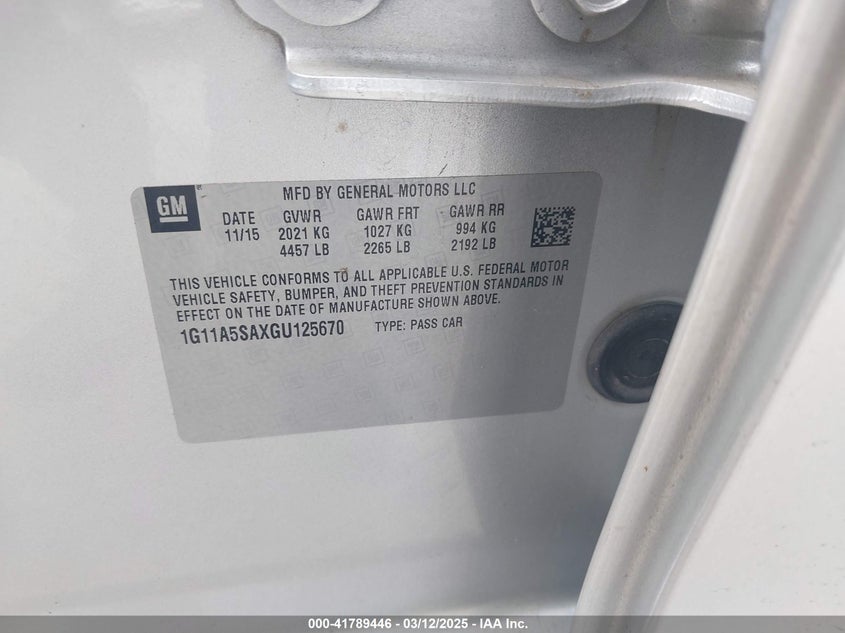 GM
MFD BY GENERAL MOTORS LLC
DATE GVWR GAWR FRT GAWR RR
11/15 2021 KG 1027 KG 994 KG
4457 LB 2265 LB 2192 LB
THIS VEHICLE CONFORMS TO ALL APPLICABLE U.S. FEDERAL MOTOR
VEHICLE SAFETY, BUMPER, AND THEFT PREVENTION STANDARDS IN
EFFECT ON THE DATE OF MANUFACTURE SHOWN ABOVE.
1G11A5SAXGU125670 TYPE: PASS CAR
000-41789446 - 03/12/2025 - IAA Inc.